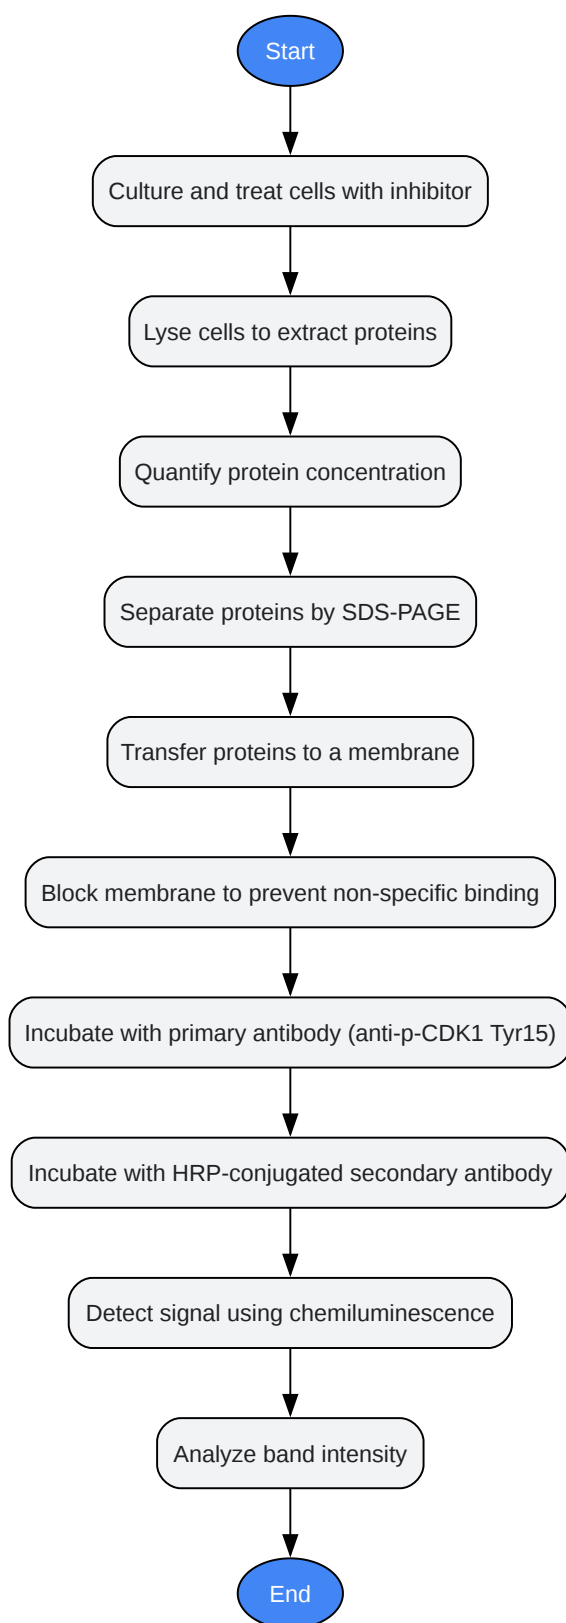 Start
Culture and treat cells with inhibitor
Lyse cells to extract proteins
Quantify protein concentration
Separate proteins by SDS-PAGE
Transfer proteins to a membrane
Block membrane to prevent non-specific binding
Incubate with primary antibody (anti-p-CDK1 Tyr15)
Incubate with HRP-conjugated secondary antibody
Detect signal using chemiluminescence
Analyze band intensity
End